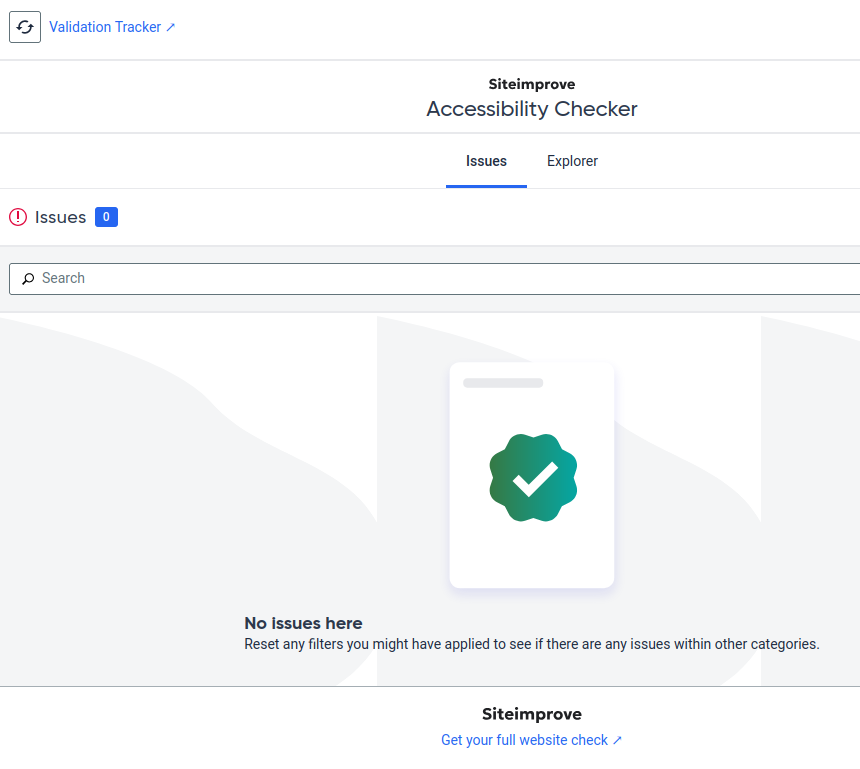 Validation Tracker ↗
Siteimprove
Accessibility Checker
Issues Explorer
Issues 0
Search
No issues here
Reset any filters you might have applied to see if there are any issues within other categories.
Siteimprove
Get your full website check ↗